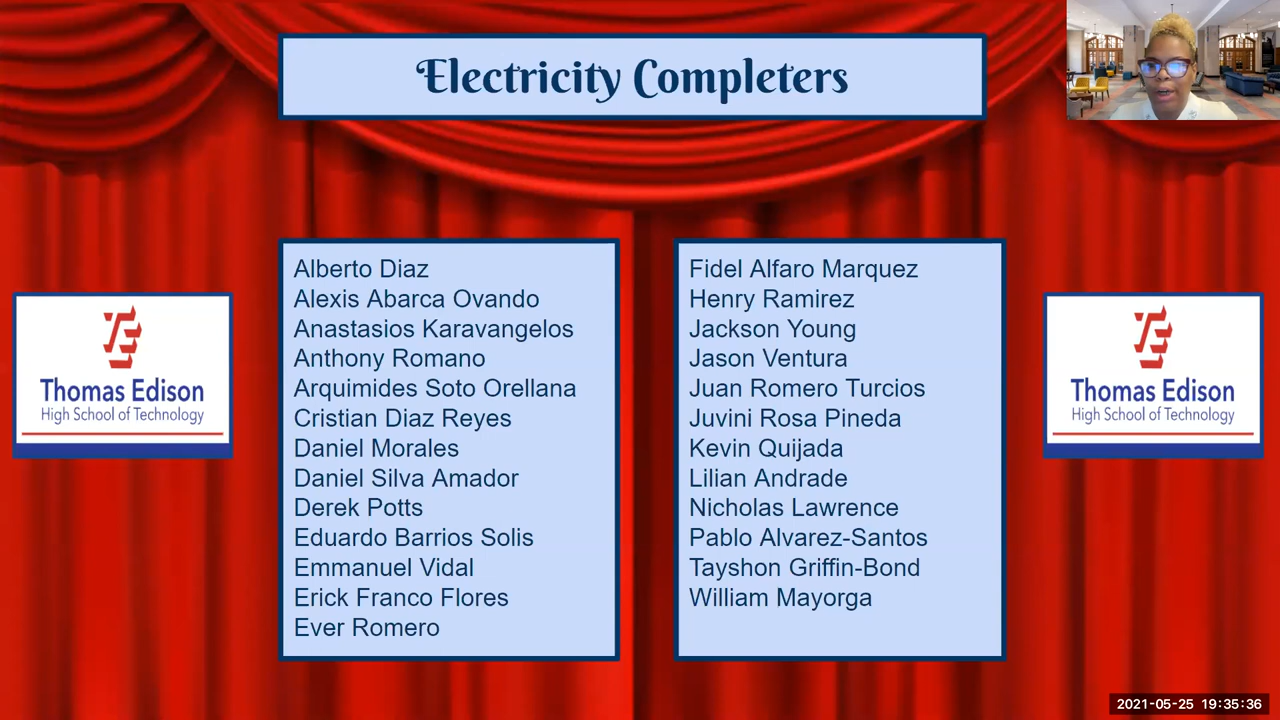 Electricity Completers
Alberto Diaz
Alexis Abarca Ovando
Anastasios Karavangelos
Anthony Romano
Arquimides Soto Orellana
Cristian Diaz Reyes
Daniel Morales
Daniel Silva Amador
Derek Potts
Eduardo Barrios Solis
Emmanuel Vidal
Erick Franco Flores
Ever Romero
Fidel Alfaro Marquez
Henry Ramirez
Jackson Young
Jason Ventura
Juan Romero Turcios
Juvini Rosa Pineda
Kevin Quijada
Lilian Andrade
Nicholas Lawrence
Pablo Alvarez-Santos
Tayshon Griffin-Bond
William Mayorga
TE
Thomas Edison
High School of Technology
TE
Thomas Edison
High School of Technology
2021-05-25 19:35:36